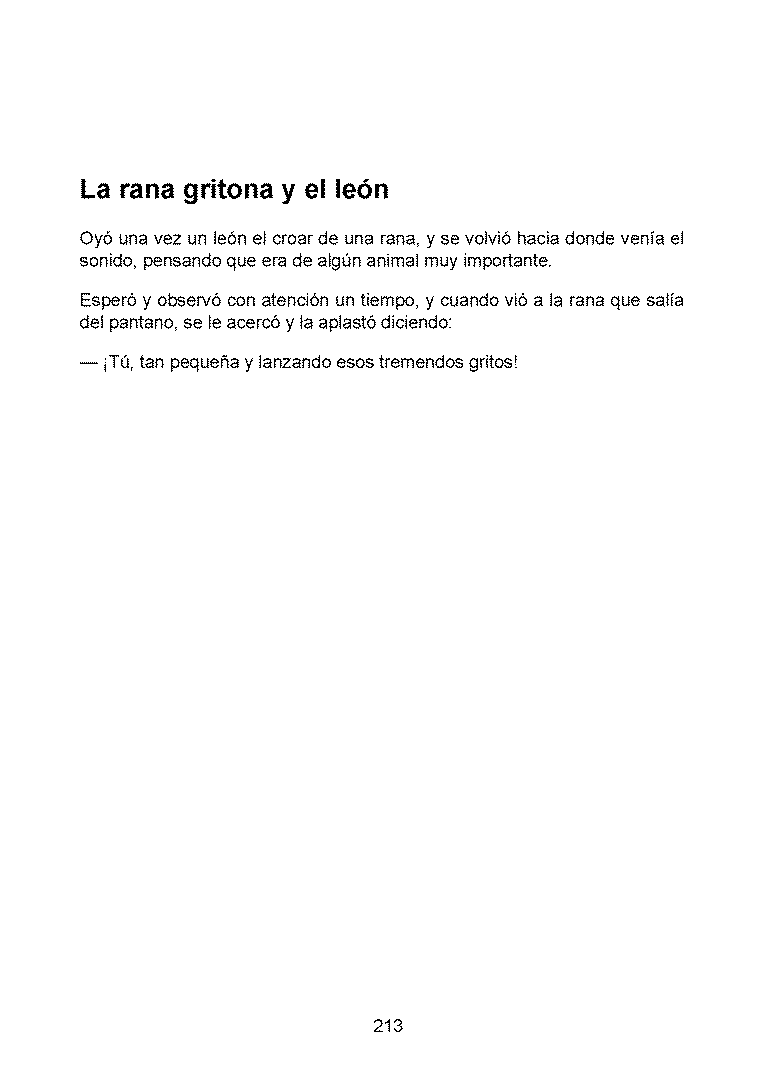 La rana gritona y el león
Oyó una vez un león el croar de una rana, y se volvió hacia donde venía el
sonido, pensando que era de algún animal muy importante.
Esperó y observó con atención un tiempo, y cuando vió a la rana que salía
del pantano, se le acercó y la aplastó diciendo:
— ¡Tú, tan pequeña y lanzando esos tremendos gritos!
213